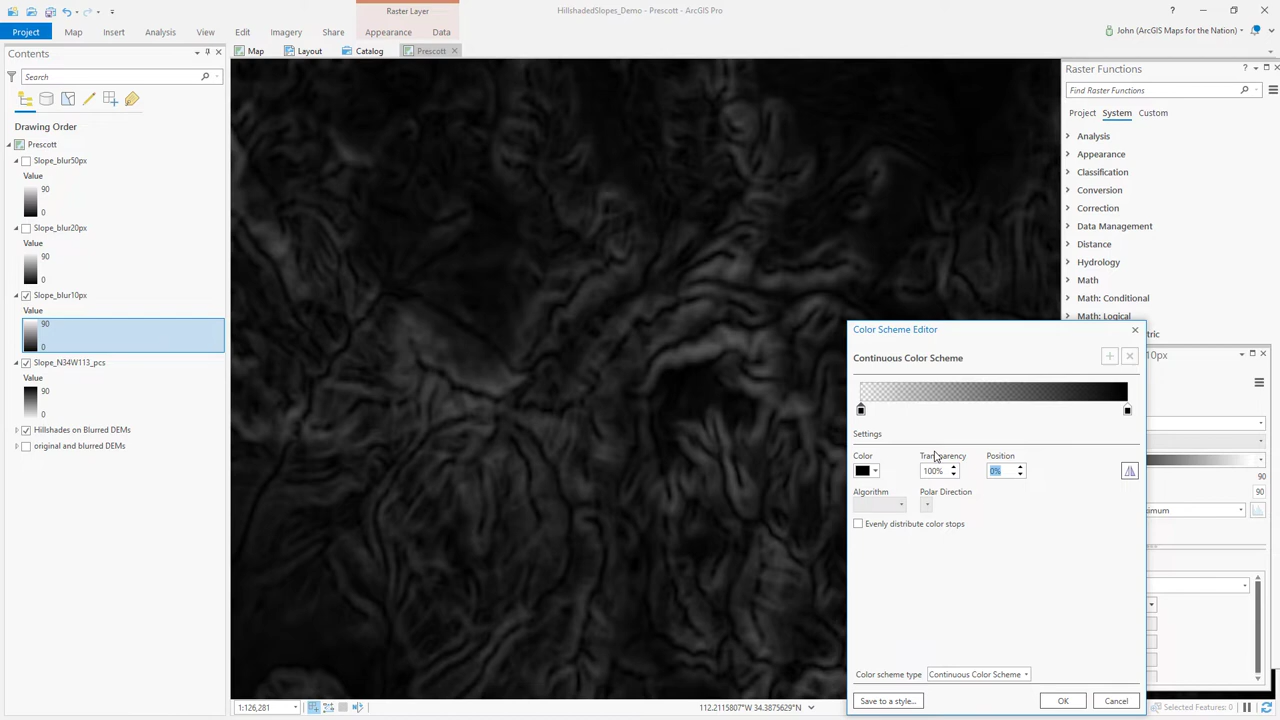 Raster Layer
HillshadedSlopes_Demo - Prescott - ArcGIS Pro
?
Project Map Insert Analysis View Edit Imagery Share Appearance Data
John (ArcGIS Maps for the Nation)
Contents
Map Layout Catalog Prescott
Search
Drawing Order
Prescott
Slope_blur50px
Value
90
0
Slope_blur20px
Value
90
0
Slope_blur10px
Value
90
0
Slope_N34W113_pcs
Value
90
0
Hillshades on Blurred DEMs
original and blurred DEMs
Raster Functions
?
Find Raster Functions
Project System Custom
Analysis
Appearance
Classification
Conversion
Correction
Data Management
Distance
Hydrology
Math
Math: Conditional
Math: Logical
Color Scheme Editor
Continuous Color Scheme
Settings
Color Transparency Position
100% 0%
Algorithm Polar Direction
Evenly distribute color stops
Color scheme type Continuous Color Scheme
Save to a style... OK Cancel
10px
90
90
1:126,281
112.2115807°W 34.3875629°N
Selected Features: 0